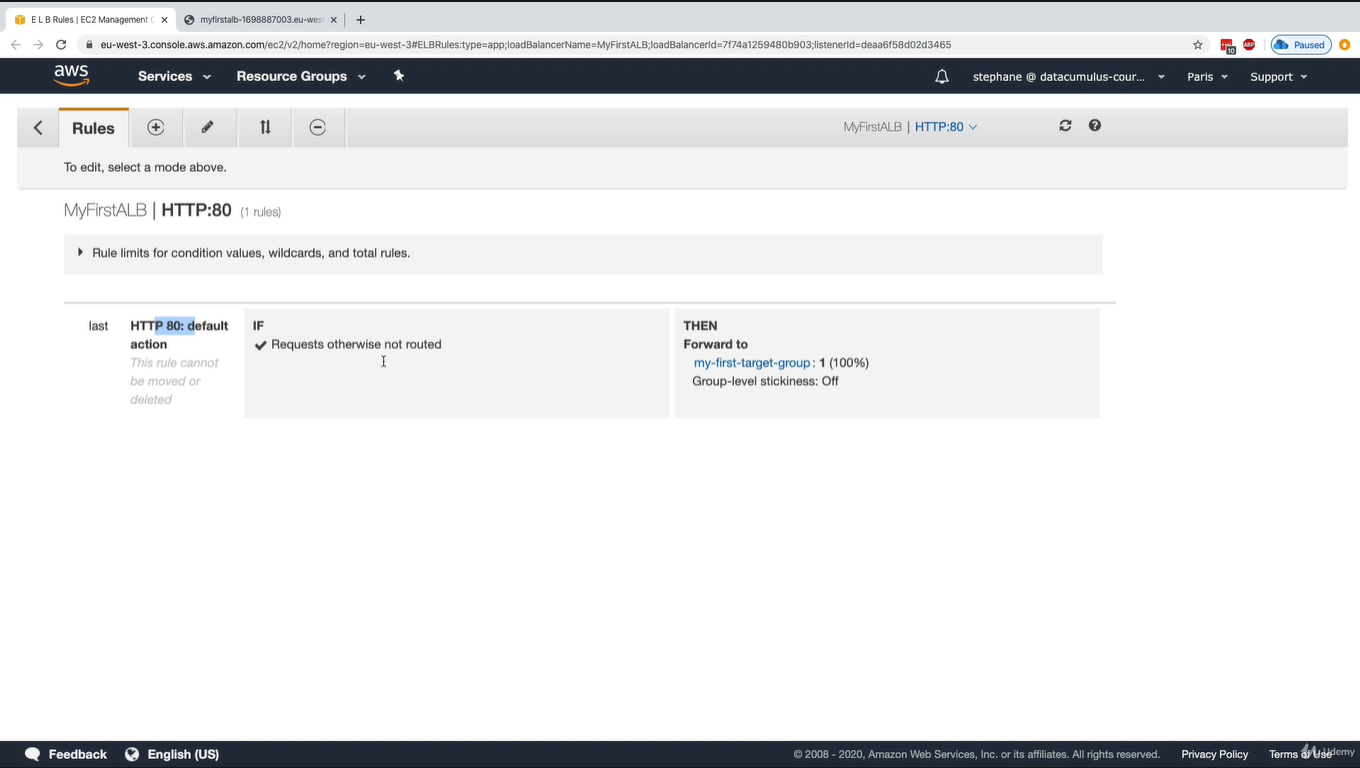 E L B Rules | EC2 Management C
myfirstalb-1698887003.eu-west
eu-west-3.console.aws.amazon.com/ec2/v2/home?region=eu-west-3#ELBRules:type=app;loadBalancerName=MyFirstALB;loadBalancerId=7f74a1259480b903;listenerId=deaa6f58d02d3465
10
ABP
Paused
aws
Services
Resource Groups
stephane @ datacumulus-cour...
Paris
Support
Rules
MyFirstALB | HTTP:80
To edit, select a mode above.
MyFirstALB | HTTP:80 (1 rules)
Rule limits for condition values, wildcards, and total rules.
last
HTTP 80: default
action
This rule cannot
be moved or
deleted
IF
Requests otherwise not routed
THEN
Forward to
my-first-target-group: 1 (100%)
Group-level stickiness: Off
Feedback
English (US)
© 2008 - 2020, Amazon Web Services, Inc. or its affiliates. All rights reserved.
Privacy Policy
Terms of Use
Udemy